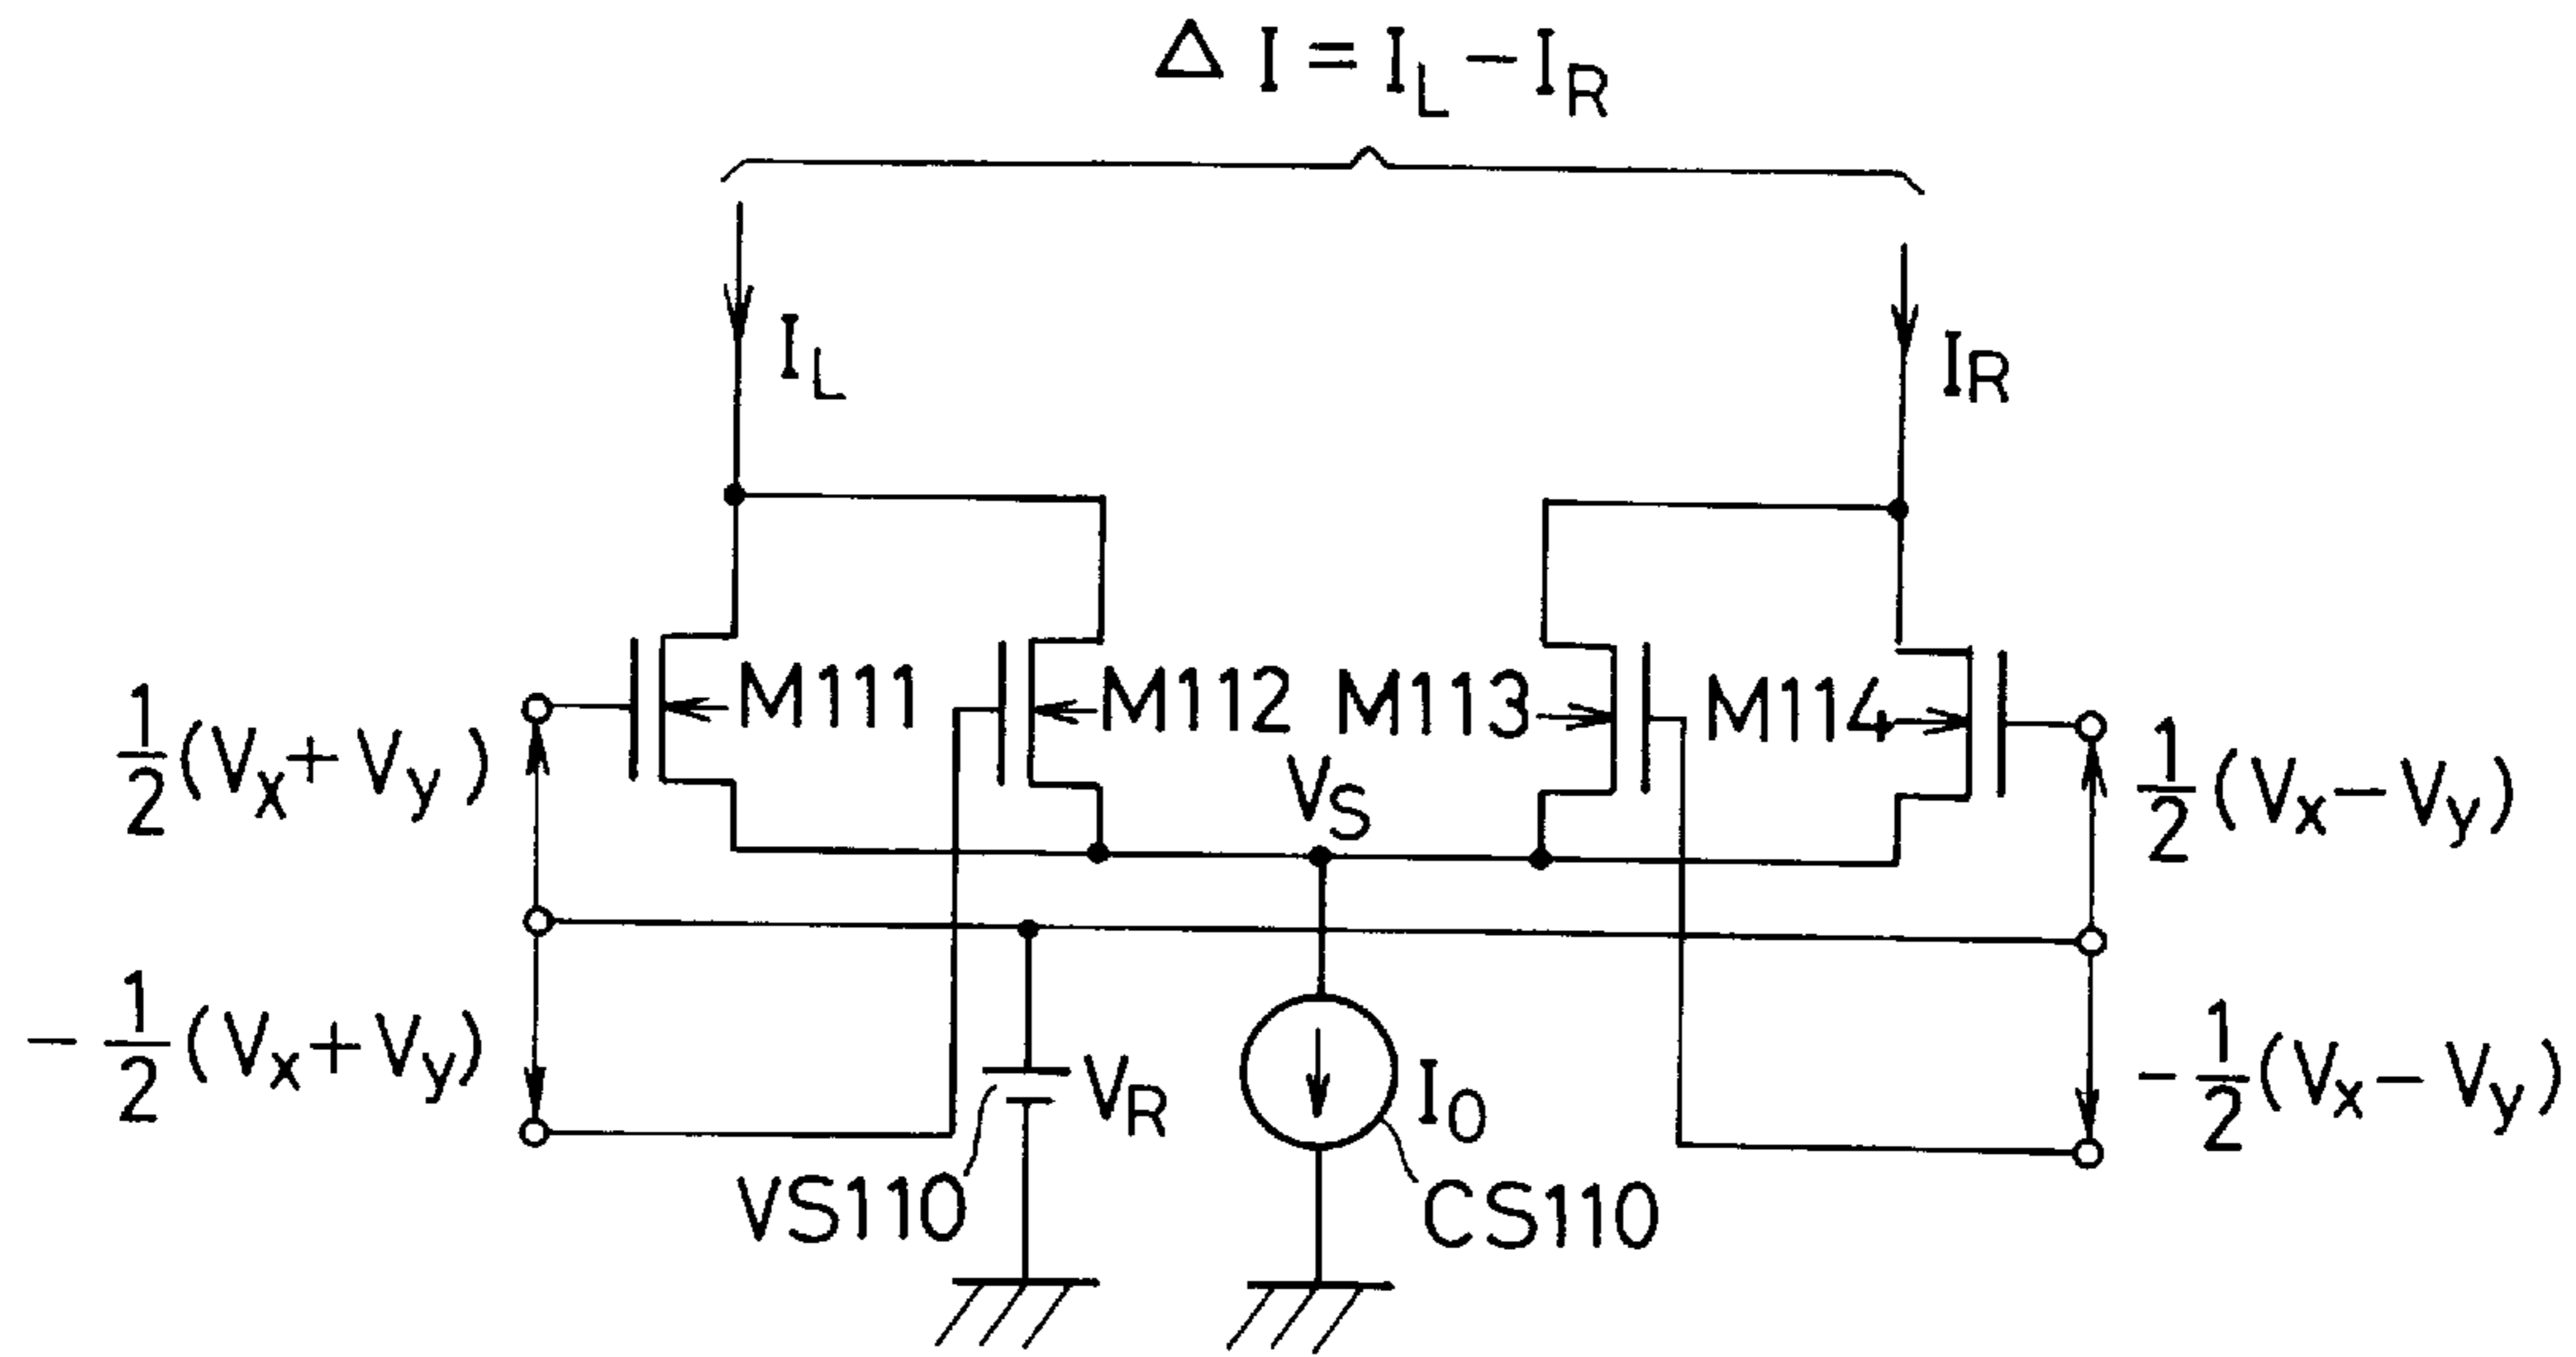 Δ I = I_L − I_R
I_L
I_R
M111
M112
M113
M114
1/2 (V_x + V_y)
V_S
1/2 (V_x − V_y)
− 1/2 (V_x + V_y)
V_R
I_0
− 1/2 (V_x − V_y)
VS110
CS110